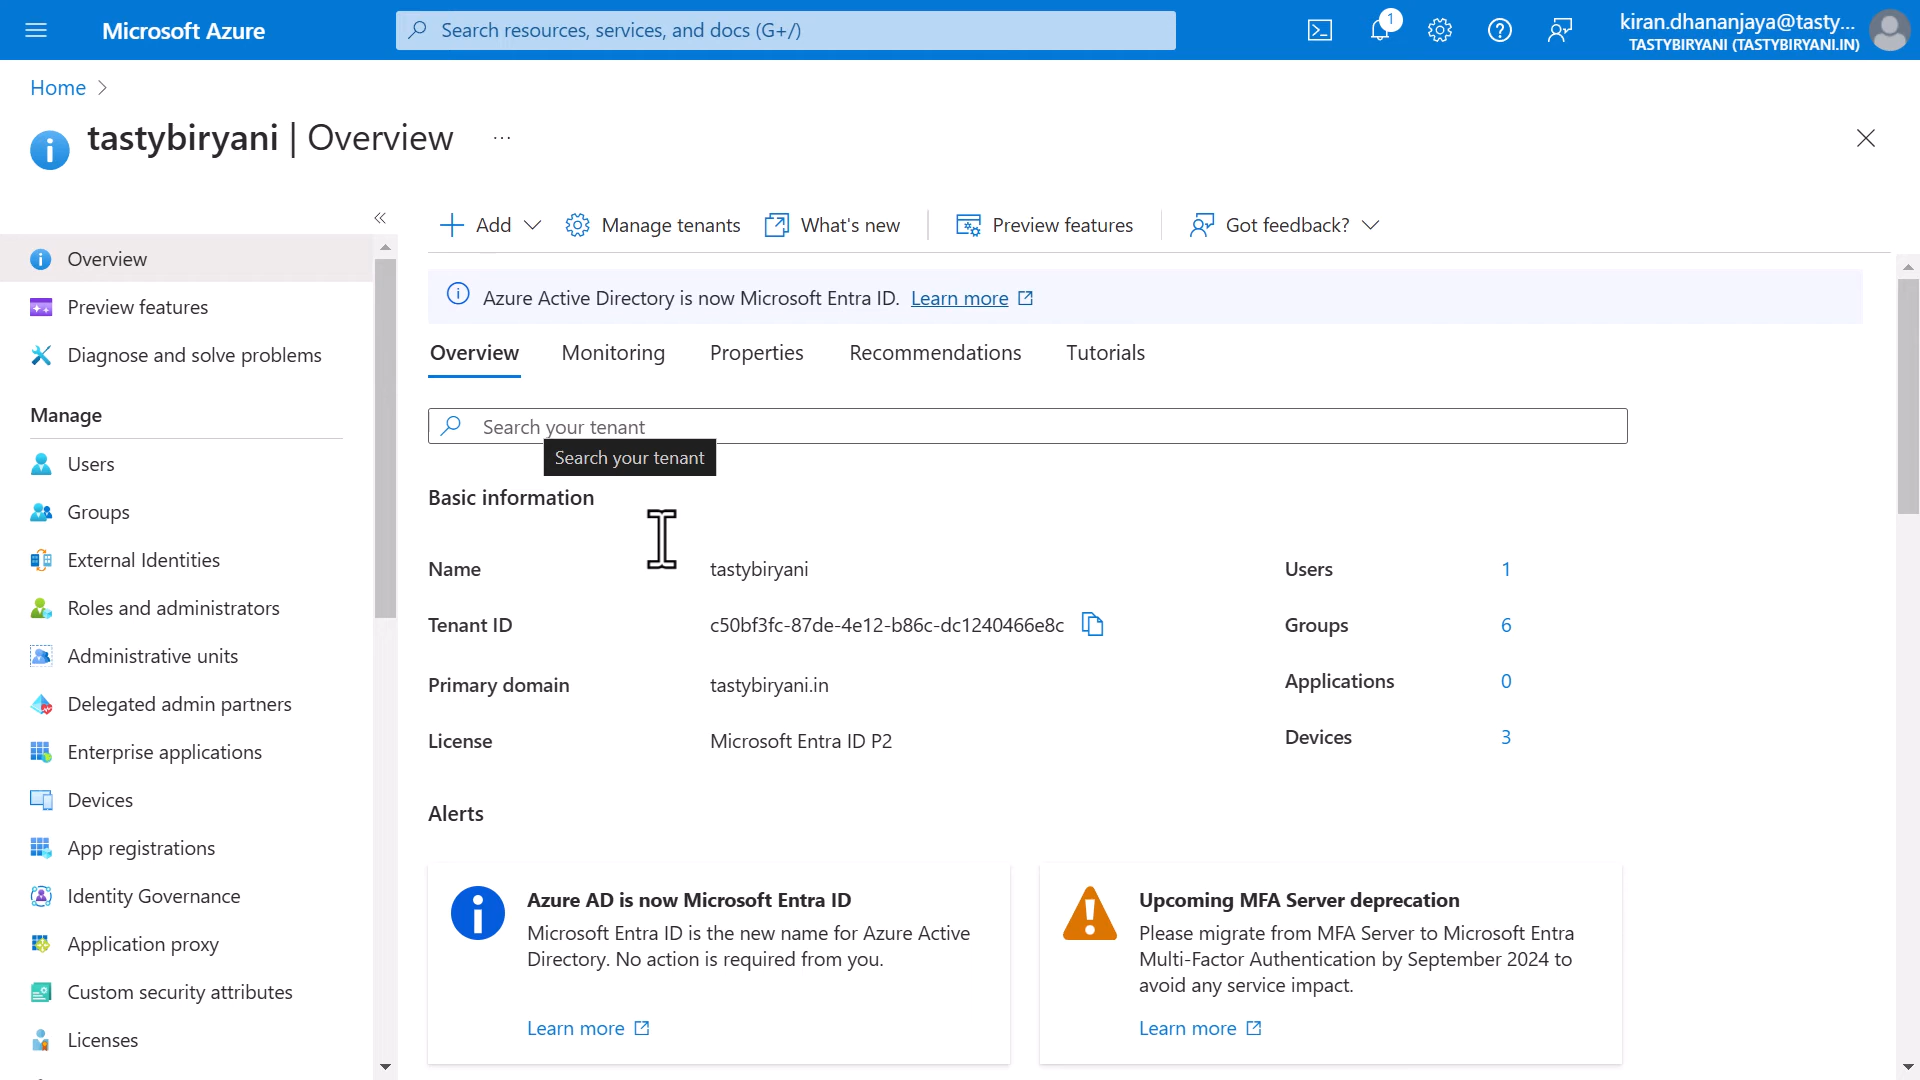 Microsoft Azure
Search resources, services, and docs (G+/)
1
kiran.dhananjaya@tasty...
TASTYBIRYANI (TASTYBIRYANI.IN)
Home
tastybiryani | Overview
...
Add
Manage tenants
What's new
Preview features
Got feedback?
Overview
Preview features
Diagnose and solve problems
Manage
Users
Groups
External Identities
Roles and administrators
Administrative units
Delegated admin partners
Enterprise applications
Devices
App registrations
Identity Governance
Application proxy
Custom security attributes
Licenses
Azure Active Directory is now Microsoft Entra ID. Learn more
Overview Monitoring Properties Recommendations Tutorials
Search your tenant
Search your tenant
Basic information
Name tastybiryani
Tenant ID c50bf3fc-87de-4e12-b86c-dc1240466e8c
Primary domain tastybiryani.in
License Microsoft Entra ID P2
Users 1
Groups 6
Applications 0
Devices 3
Alerts
Azure AD is now Microsoft Entra ID
Microsoft Entra ID is the new name for Azure Active
Directory. No action is required from you.
Learn more
Upcoming MFA Server deprecation
Please migrate from MFA Server to Microsoft Entra
Multi-Factor Authentication by September 2024 to
avoid any service impact.
Learn more